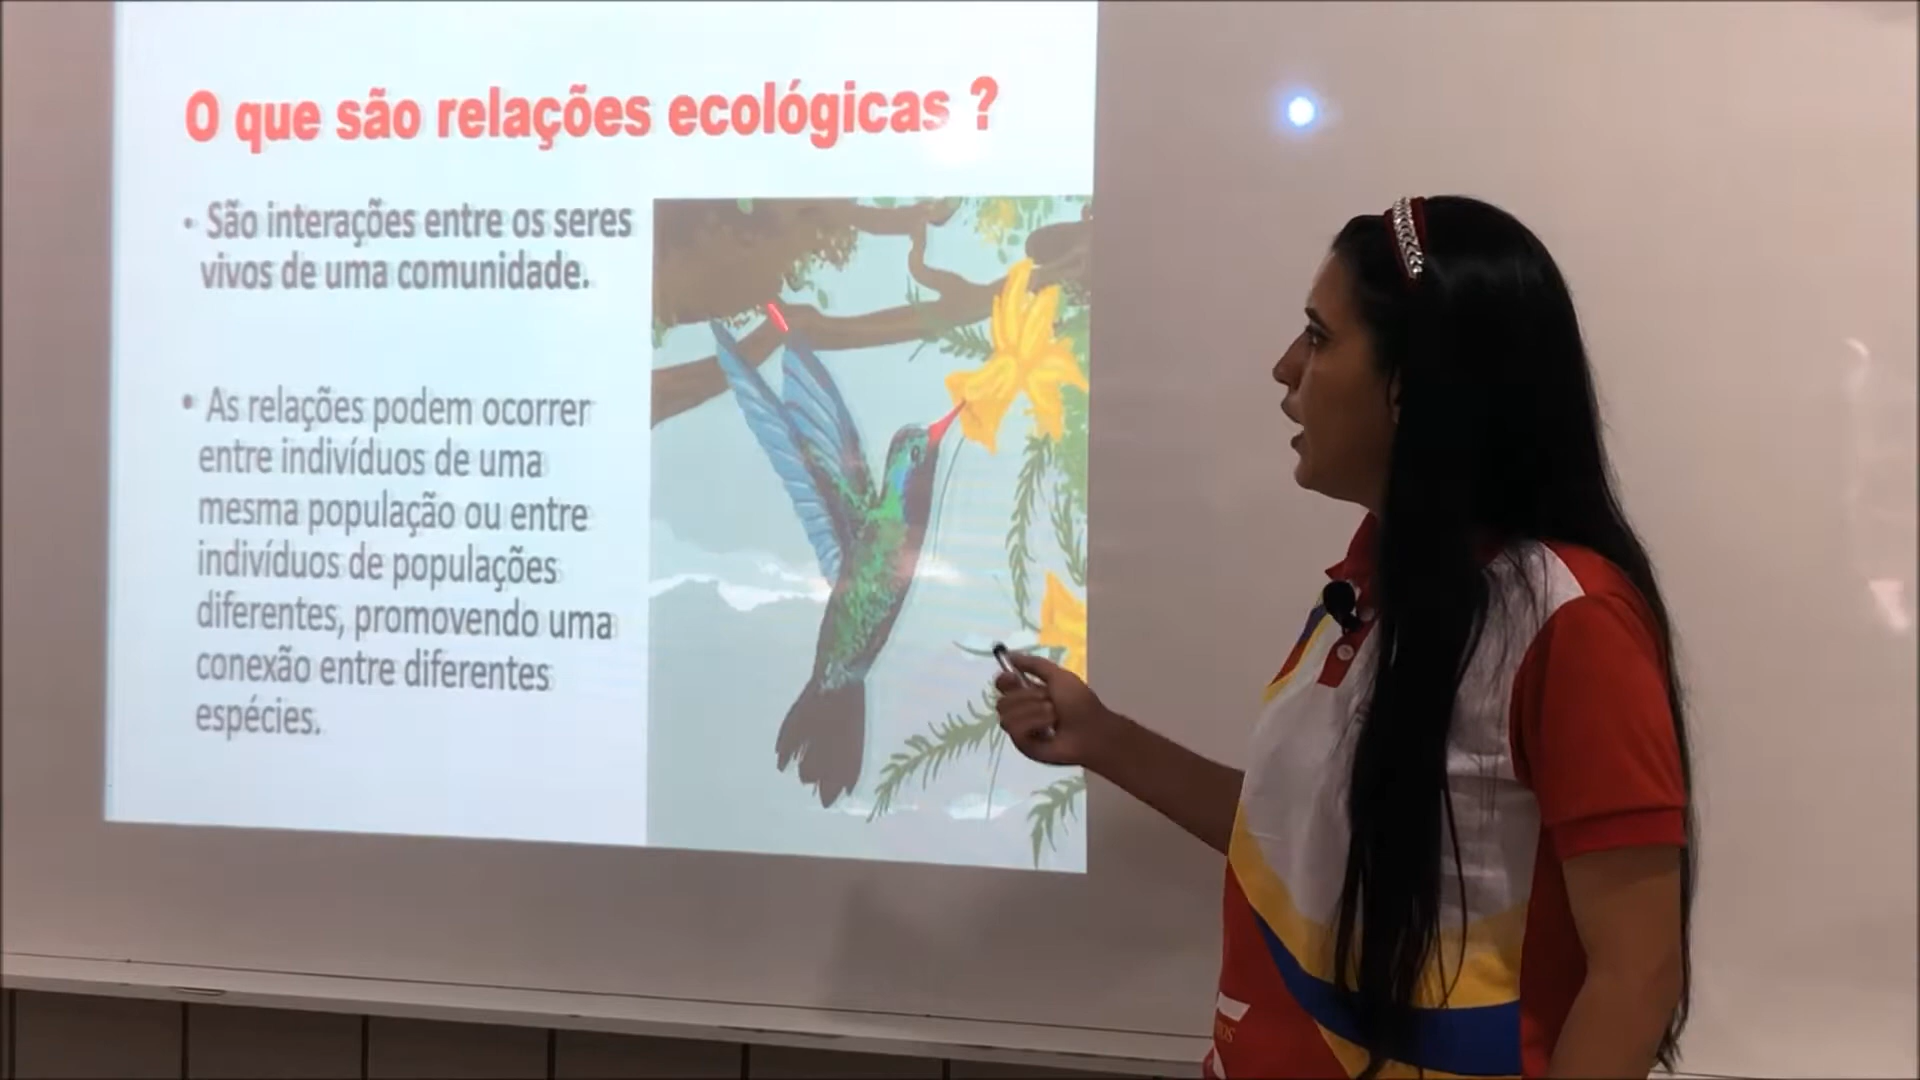 O que são relações ecológicas ?
• São interações entre os seres
vivos de uma comunidade.
• As relações podem ocorrer
entre indivíduos de uma
mesma população ou entre
indivíduos de populações
diferentes, promovendo uma
conexão entre diferentes
espécies.